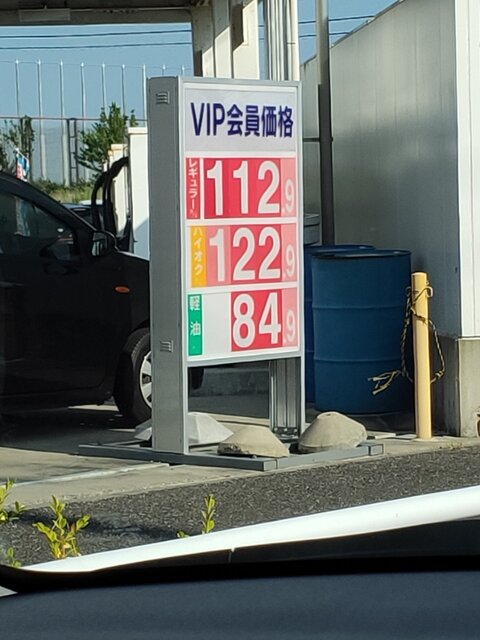 VIP会員価格
レギュラー 112.9
ハイオク 122.9
軽油 84.9